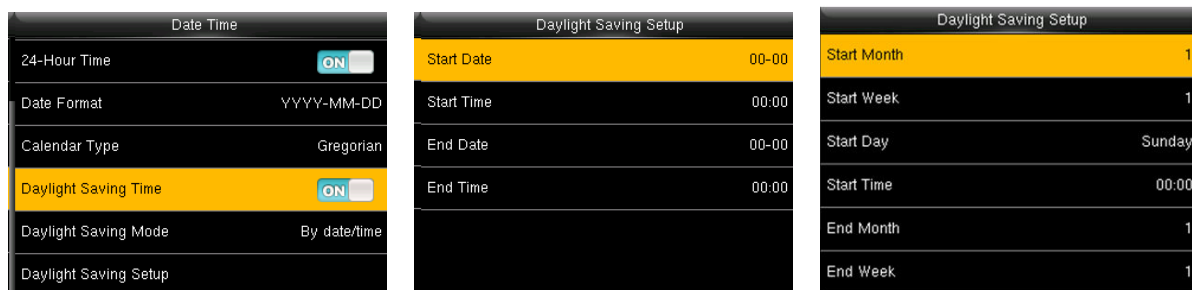 Date Time
24-Hour Time ON
Date Format YYYY-MM-DD
Calendar Type Gregorian
Daylight Saving Time ON
Daylight Saving Mode By date/time
Daylight Saving Setup
Daylight Saving Setup
Start Date 00-00
Start Time 00:00
End Date 00-00
End Time 00:00
Daylight Saving Setup
Start Month 1
Start Week 1
Start Day Sunday
Start Time 00:00
End Month 1
End Week 1